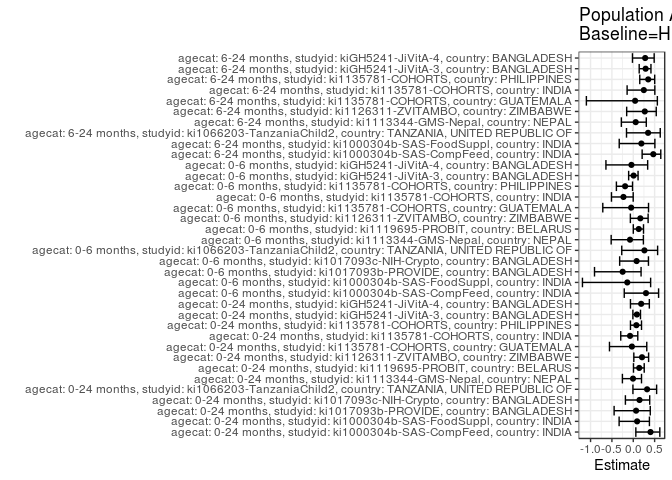 Population A
Baseline=H
agecat: 6-24 months, studyid: kiGH5241-JiVitA-4, country: BANGLADESH
agecat: 6-24 months, studyid: kiGH5241-JiVitA-3, country: BANGLADESH
agecat: 6-24 months, studyid: ki1135781-COHORTS, country: PHILIPPINES
agecat: 6-24 months, studyid: ki1135781-COHORTS, country: INDIA
agecat: 6-24 months, studyid: ki1135781-COHORTS, country: GUATEMALA
agecat: 6-24 months, studyid: ki1126311-ZVITAMBO, country: ZIMBABWE
agecat: 6-24 months, studyid: ki1113344-GMS-Nepal, country: NEPAL
agecat: 6-24 months, studyid: ki1066203-TanzaniaChild2, country: TANZANIA, UNITED REPUBLIC OF
agecat: 6-24 months, studyid: ki1000304b-SAS-FoodSuppl, country: INDIA
agecat: 6-24 months, studyid: ki1000304b-SAS-CompFeed, country: INDIA
agecat: 0-6 months, studyid: kiGH5241-JiVitA-4, country: BANGLADESH
agecat: 0-6 months, studyid: kiGH5241-JiVitA-3, country: BANGLADESH
agecat: 0-6 months, studyid: ki1135781-COHORTS, country: PHILIPPINES
agecat: 0-6 months, studyid: ki1135781-COHORTS, country: INDIA
agecat: 0-6 months, studyid: ki1135781-COHORTS, country: GUATEMALA
agecat: 0-6 months, studyid: ki1126311-ZVITAMBO, country: ZIMBABWE
agecat: 0-6 months, studyid: ki1119695-PROBIT, country: BELARUS
agecat: 0-6 months, studyid: ki1113344-GMS-Nepal, country: NEPAL
agecat: 0-6 months, studyid: ki1066203-TanzaniaChild2, country: TANZANIA, UNITED REPUBLIC OF
agecat: 0-6 months, studyid: ki1017093c-NIH-Crypto, country: BANGLADESH
agecat: 0-6 months, studyid: ki1017093b-PROVIDE, country: BANGLADESH
agecat: 0-6 months, studyid: ki1000304b-SAS-FoodSuppl, country: INDIA
agecat: 0-6 months, studyid: ki1000304b-SAS-CompFeed, country: INDIA
agecat: 0-24 months, studyid: kiGH5241-JiVitA-4, country: BANGLADESH
agecat: 0-24 months, studyid: kiGH5241-JiVitA-3, country: BANGLADESH
agecat: 0-24 months, studyid: ki1135781-COHORTS, country: PHILIPPINES
agecat: 0-24 months, studyid: ki1135781-COHORTS, country: INDIA
agecat: 0-24 months, studyid: ki1135781-COHORTS, country: GUATEMALA
agecat: 0-24 months, studyid: ki1126311-ZVITAMBO, country: ZIMBABWE
agecat: 0-24 months, studyid: ki1119695-PROBIT, country: BELARUS
agecat: 0-24 months, studyid: ki1113344-GMS-Nepal, country: NEPAL
agecat: 0-24 months, studyid: ki1066203-TanzaniaChild2, country: TANZANIA, UNITED REPUBLIC OF
agecat: 0-24 months, studyid: ki1017093c-NIH-Crypto, country: BANGLADESH
agecat: 0-24 months, studyid: ki1017093b-PROVIDE, country: BANGLADESH
agecat: 0-24 months, studyid: ki1000304b-SAS-FoodSuppl, country: INDIA
agecat: 0-24 months, studyid: ki1000304b-SAS-CompFeed, country: INDIA
-1.0 -0.5 0.0 0.5
Estimate